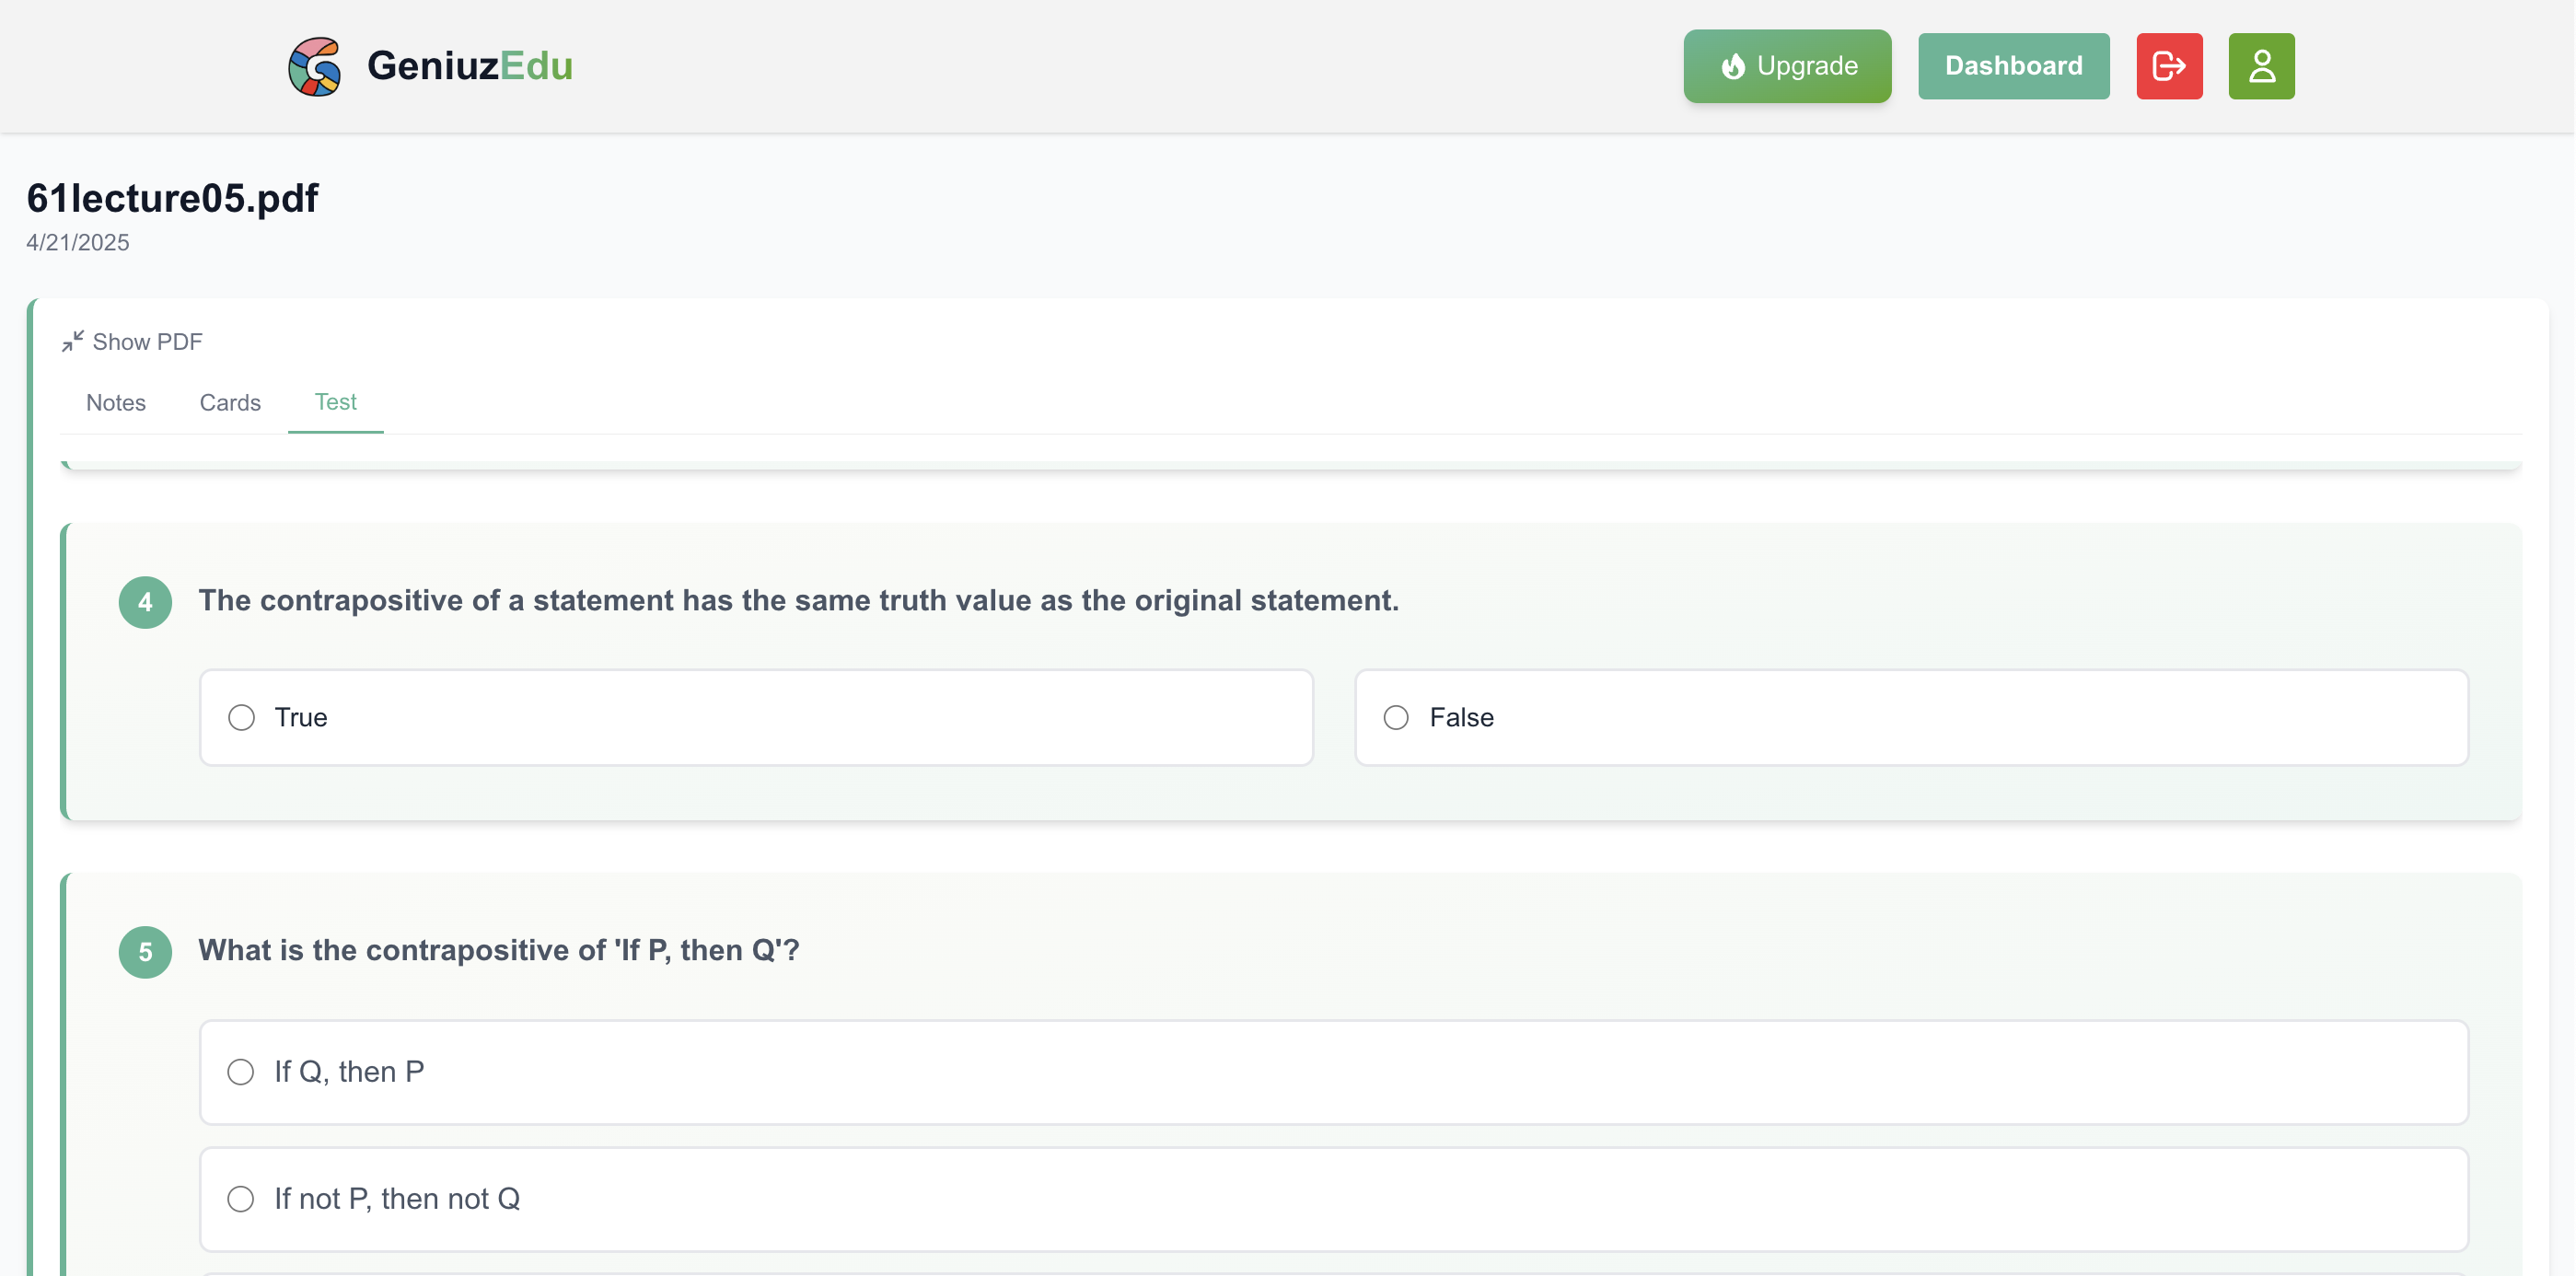 GeniuzEdu
Upgrade
Dashboard
61lecture05.pdf
4/21/2025
Show PDF
Notes
Cards
Test
4
The contrapositive of a statement has the same truth value as the original statement.
True
False
5
What is the contrapositive of 'If P, then Q'?
If Q, then P
If not P, then not Q